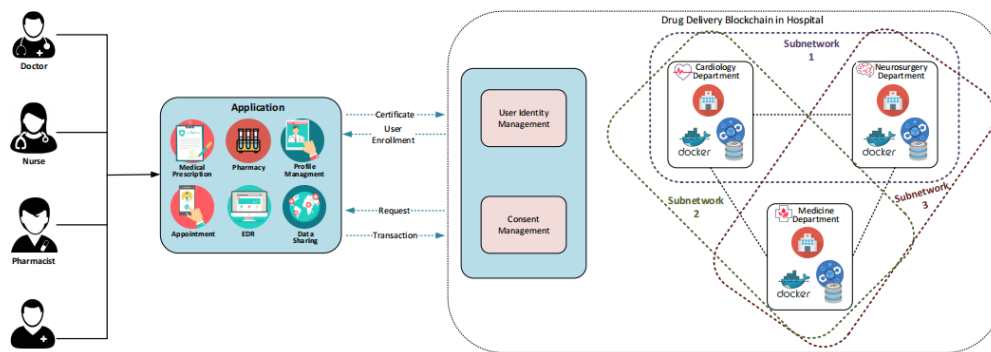 Drug Delivery Blockchain in Hospital
Doctor
Nurse
Pharmacist
Application
Medical
Prescription
Pharmacy
Profile
Managment
Appointment
EDR
Data
Sharing
Certificate
User
Enrollment
Request
Transaction
User Identity
Management
Consent
Management
Subnetwork
1
Cardiology
Department
docker
Neurosurgery
Department
docker
Subnetwork
2
Subnetwork
3
Medicine
Department
docker